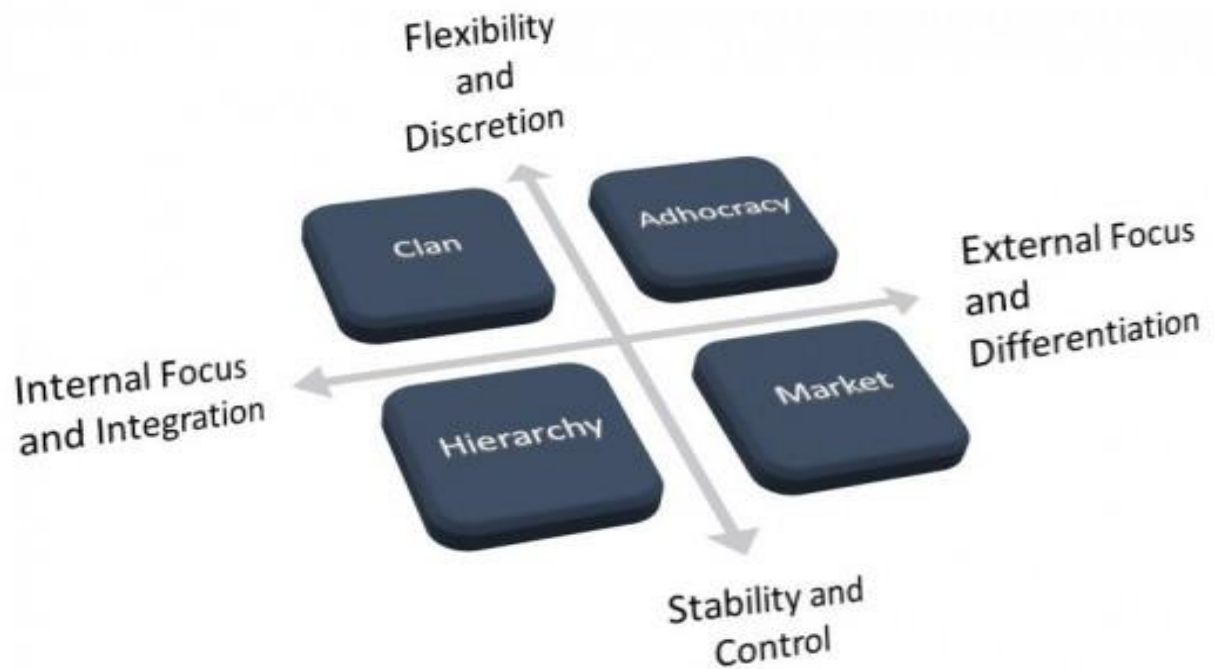 Flexibility
and
Discretion
Clan
Adhocracy
External Focus
and
Differentiation
Internal Focus
and Integration
Hierarchy
Market
Stability and
Control